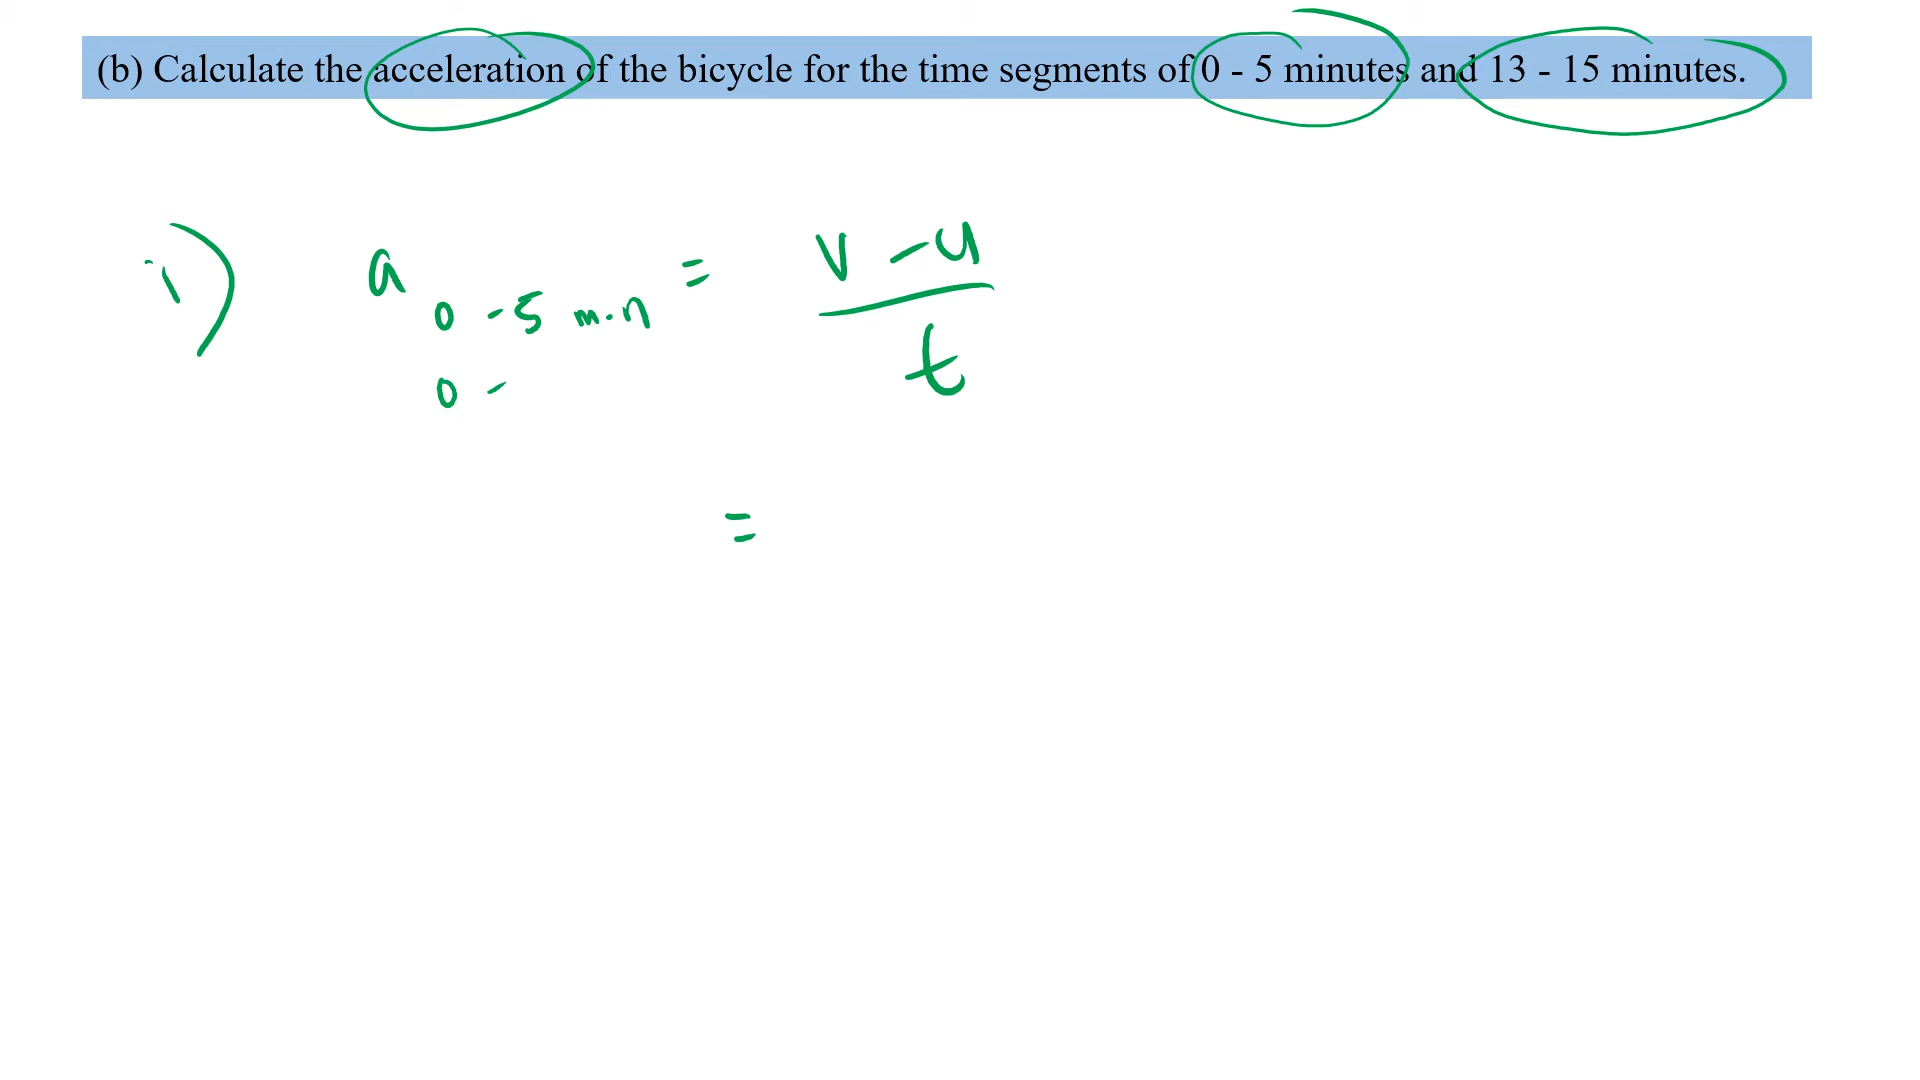 (b) Calculate the acceleration of the bicycle for the time segments of 0 - 5 minutes and 13 - 15 minutes.
i) a 0 - 5 min = v - u / t
0 -
=